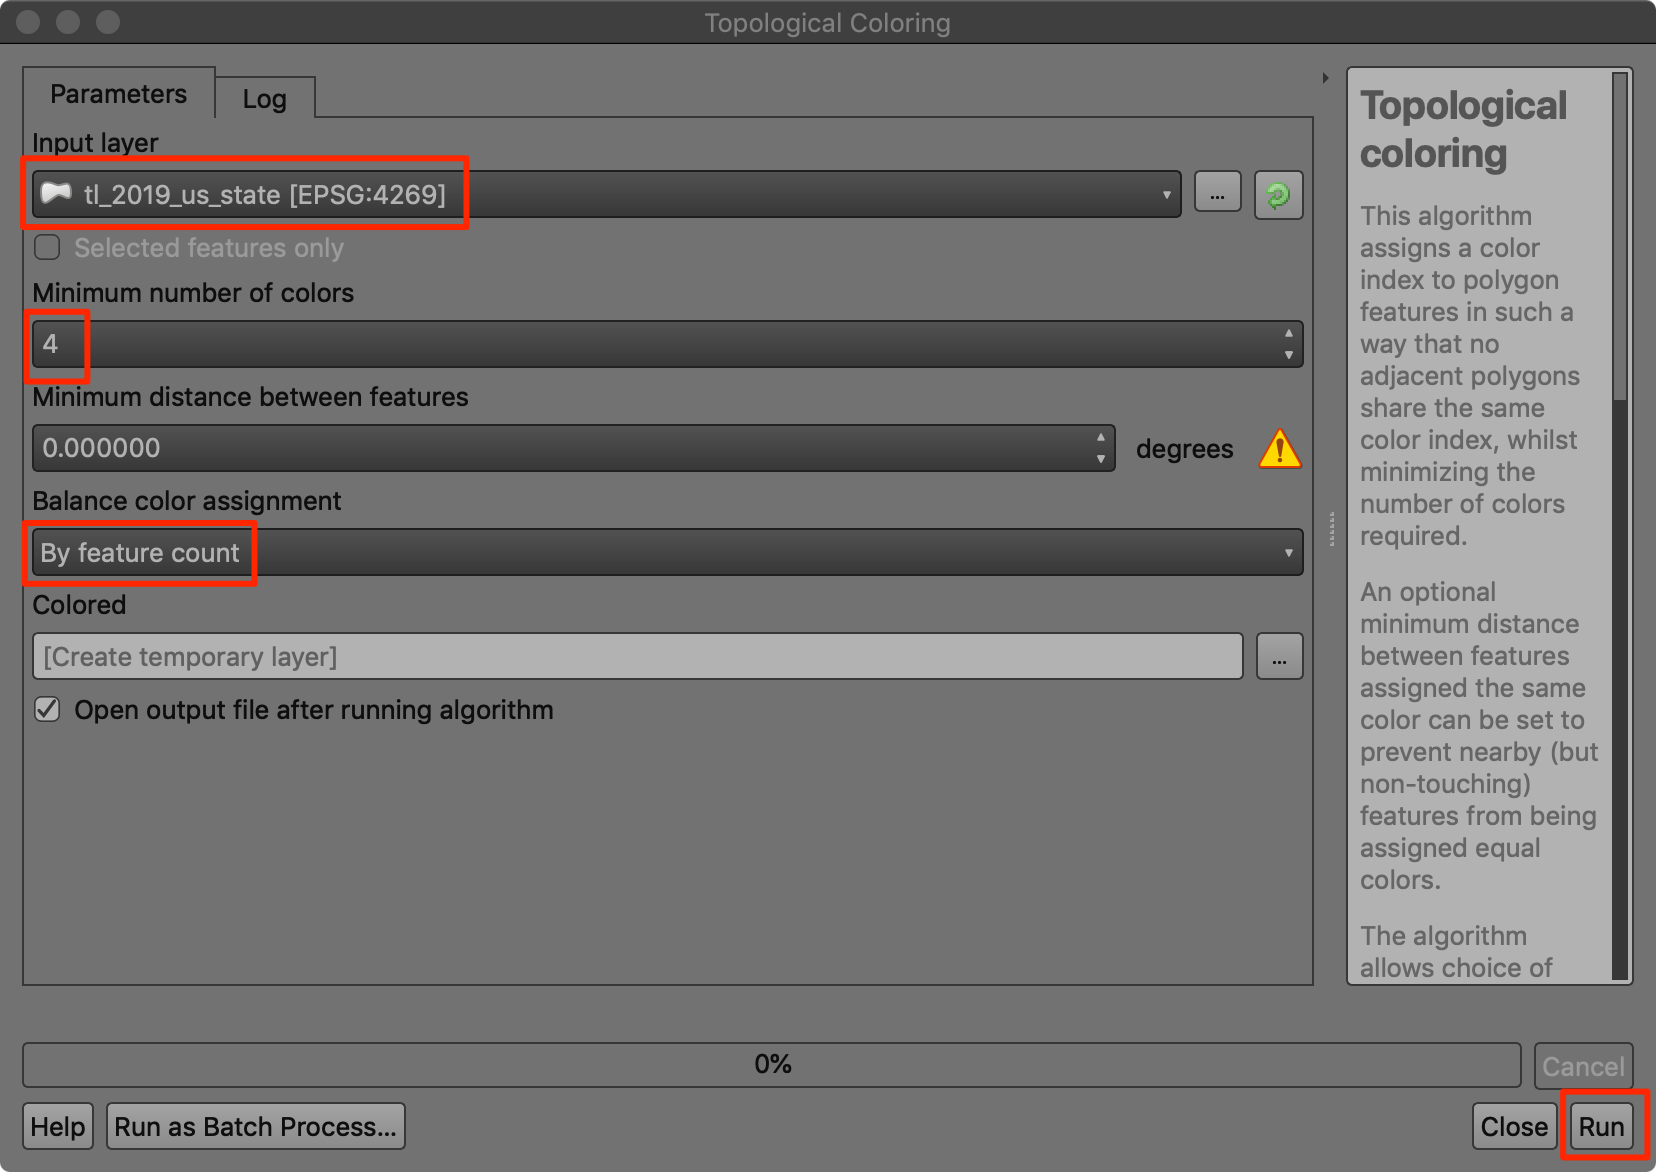 Topological Coloring
Parameters
Log
Input layer
tl_2019_us_state [EPSG:4269]
...
Selected features only
Minimum number of colors
4
Minimum distance between features
0.000000
degrees
Balance color assignment
By feature count
Colored
[Create temporary layer]
...
Open output file after running algorithm
Topological
coloring
This algorithm
assigns a color
index to polygon
features in such a
way that no
adjacent polygons
share the same
color index, whilst
minimizing the
number of colors
required.
An optional
minimum distance
between features
assigned the same
color can be set to
prevent nearby (but
non-touching)
features from being
assigned equal
colors.
The algorithm
allows choice of
0%
Cancel
Help
Run as Batch Process...
Close
Run